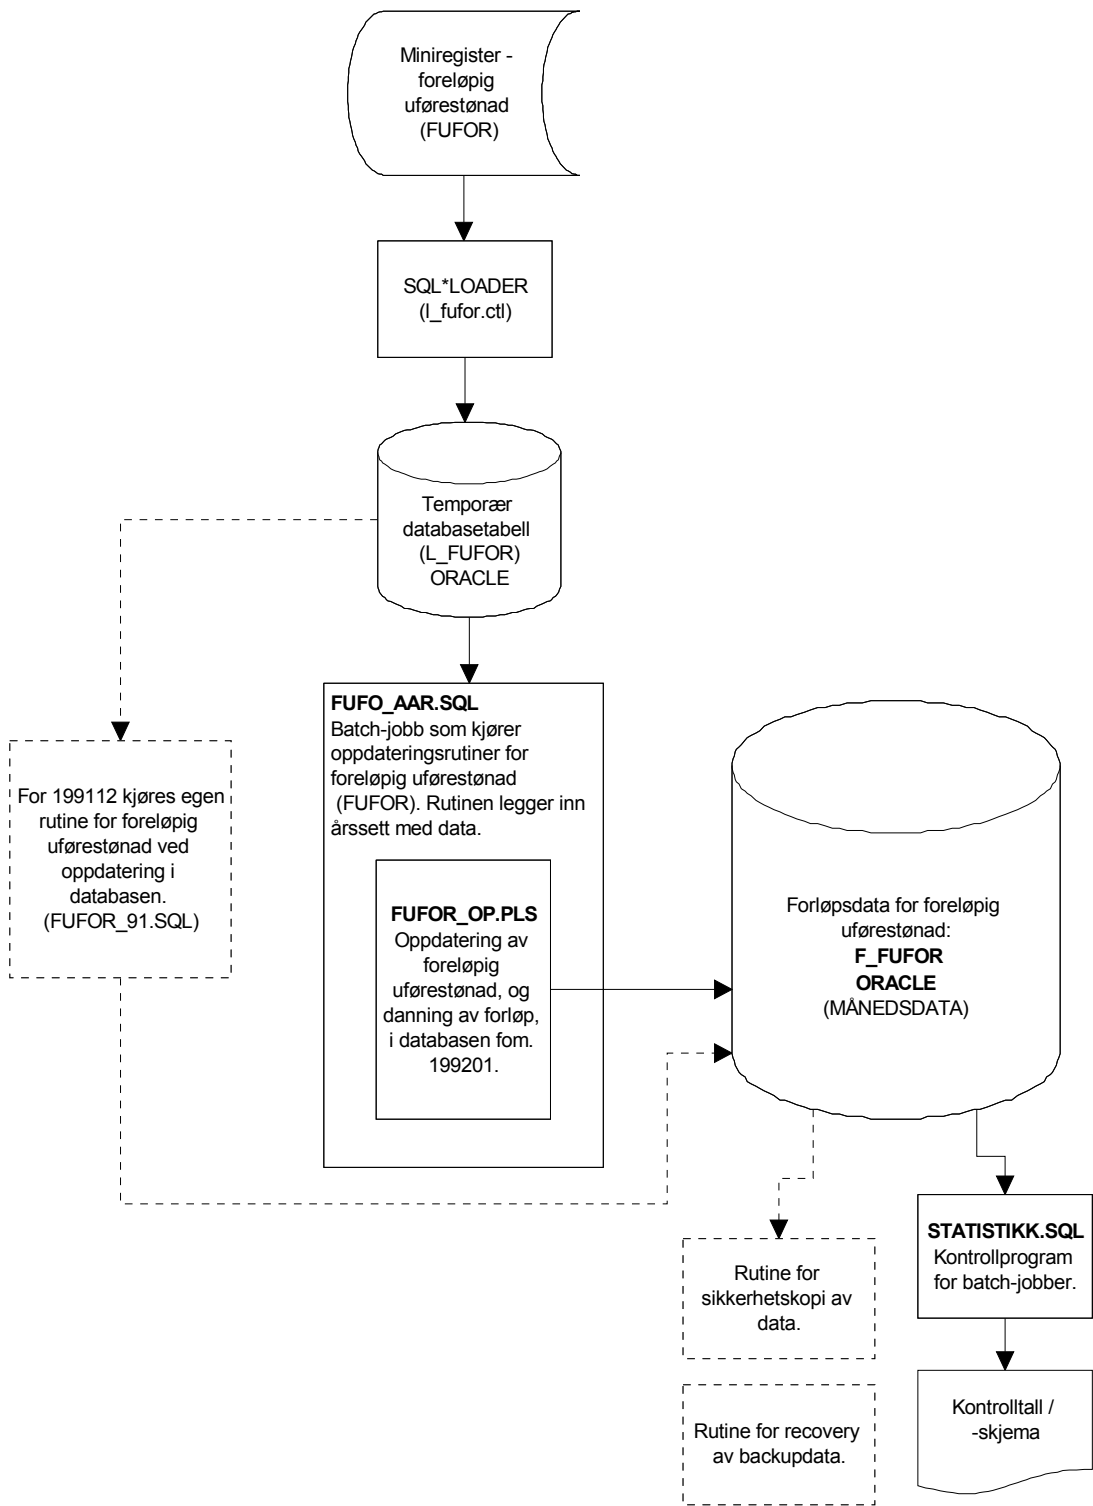 Miniregister -
foreløpig
uførestønad
(FUFOR)
SQL*LOADER
(l_fufor.ctl)
Temporær
databasetabell
(L_FUFOR)
ORACLE
FUFO_AAR.SQL
Batch-jobb som kjører
oppdateringsrutiner for
foreløpig uførestønad
(FUFOR). Rutinen legger inn
årssett med data.
For 199112 kjøres egen
rutine for foreløpig
uførestønad ved
oppdatering i
databasen.
(FUFOR_91.SQL)
FUFOR_OP.PLS
Oppdatering av
foreløpig
uførestønad, og
danning av forløp,
i databasen fom.
199201.
Forløpsdata for foreløpig
uførestønad:
F_FUFOR
ORACLE
(MÅNEDSDATA)
STATISTIKK.SQL
Kontrollprogram
for batch-jobber.
Rutine for
sikkerhetskopi av
data.
Rutine for recovery
av backupdata.
Kontrolltall /
-skjema